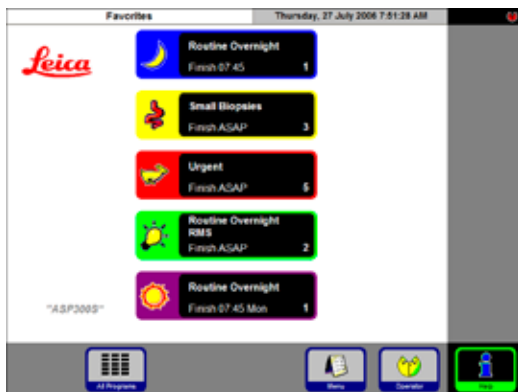 Favorites
Thursday, 27 July 2006 7:51:28 AM
Leica
Routine Overnight
Finish 07:45 1
Small Biopsies
Finish ASAP 3
Urgent
Finish ASAP 5
Routine Overnight
RMS
Finish ASAP 2
Routine Overnight
Finish 07:45 Mon 1
"ASP300S"
All Programs
Menu
Operator
Help